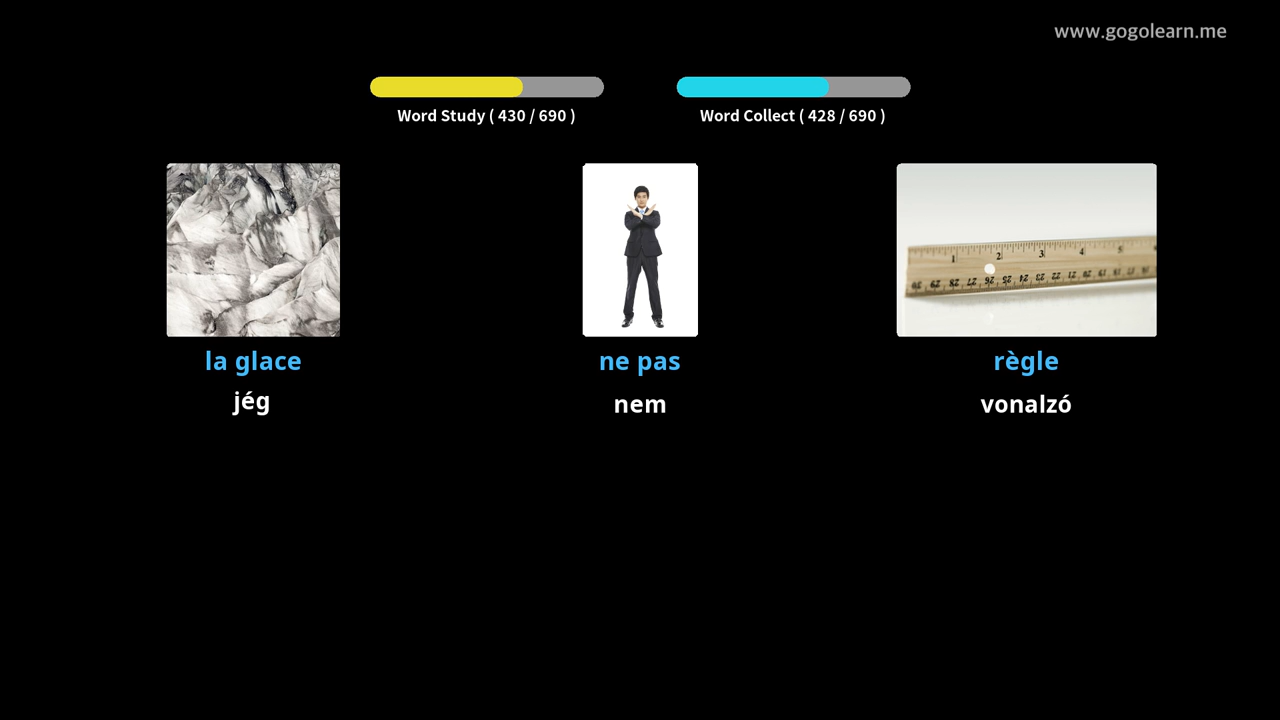 www.gogolearn.me
Word Study ( 430 / 690 )
Word Collect ( 428 / 690 )
la glace
ne pas
règle
jég
nem
vonalzó